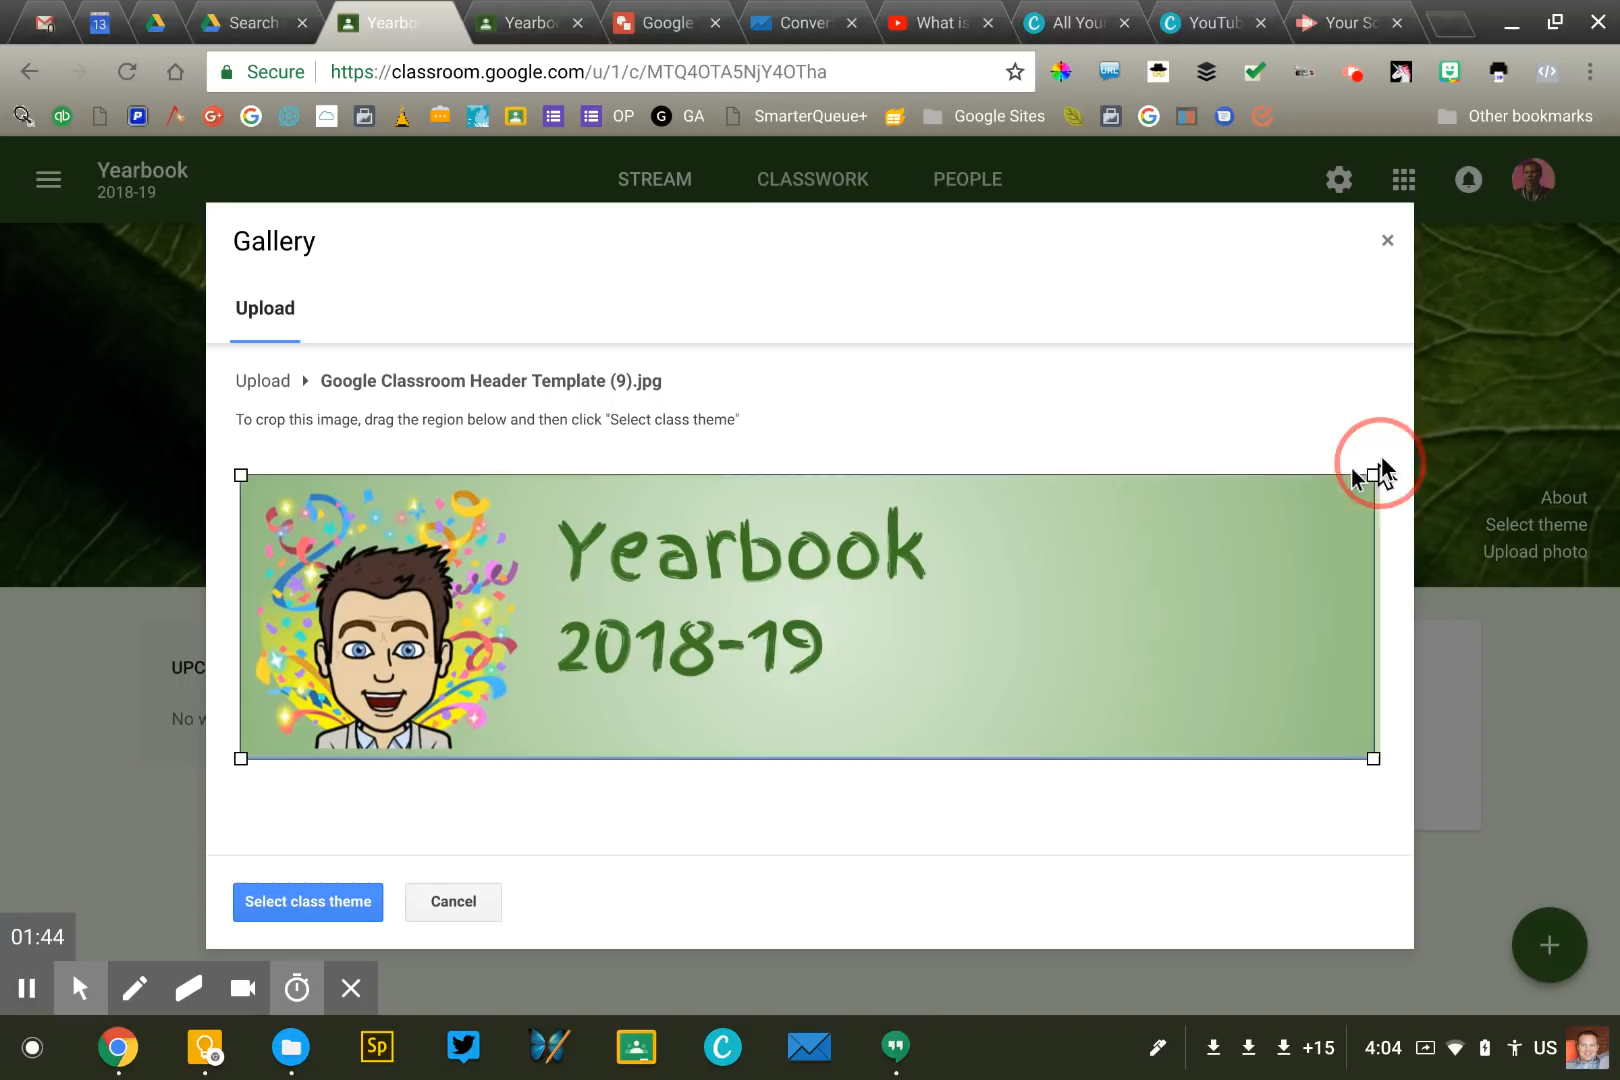 13
Search
Yearbo
Yearbo
Google
Conver
What is
All Your
YouTub
Your Sc
Secure
https://classroom.google.com/u/1/c/MTQ4OTA5NjY4OTha
URL
OP
G
GA
SmarterQueue+
Google Sites
Other bookmarks
Yearbook
2018-19
STREAM
CLASSWORK
PEOPLE
Gallery
×
Upload
Upload
Google Classroom Header Template (9).jpg
To crop this image, drag the region below and then click "Select class theme"
Yearbook
2018-19
About
Select theme
Upload photo
UPC
No w
Select class theme
Cancel
01:44
Sp
+15
4:04
US